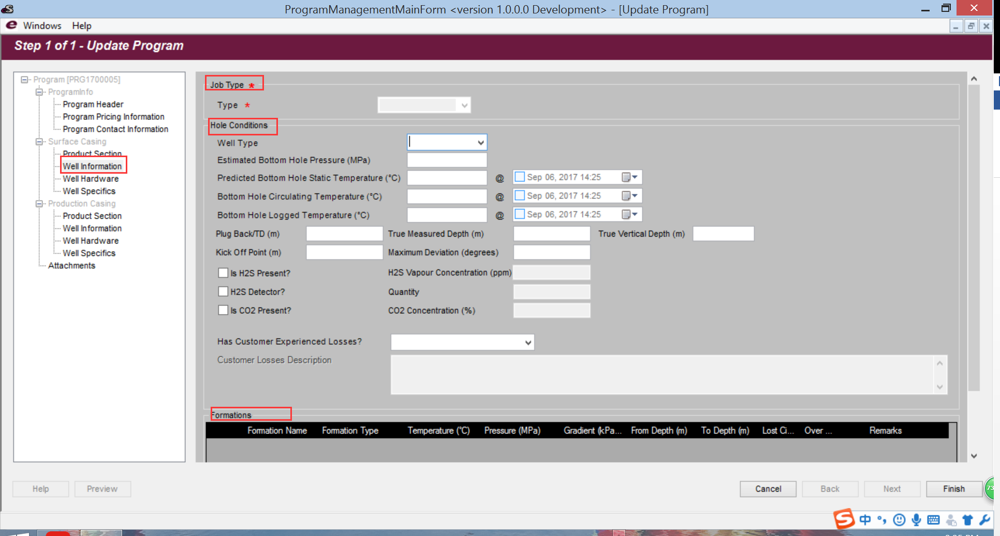 ProgramManagementMainForm <version 1.0.0.0 Development> - [Update Program]
Windows Help
Step 1 of 1 - Update Program
Program [PRG1700005]
ProgramInfo
Program Header
Program Pricing Information
Program Contact Information
Surface Casing
Product Section
Well Information
Well Hardware
Well Specifics
Production Casing
Product Section
Well Information
Well Hardware
Well Specifics
Attachments
Job Type *
Type *
Hole Conditions
Well Type
Estimated Bottom Hole Pressure (MPa)
Predicted Bottom Hole Static Temperature (°C) @ Sep 06, 2017 14:25
Bottom Hole Circulating Temperature (°C) @ Sep 06, 2017 14:25
Bottom Hole Logged Temperature (°C) @ Sep 06, 2017 14:25
Plug Back/TD (m) True Measured Depth (m) True Vertical Depth (m)
Kick Off Point (m) Maximum Deviation (degrees)
Is H2S Present? H2S Vapour Concentration (ppm)
H2S Detector? Quantity
Is CO2 Present? CO2 Concentration (%)
Has Customer Experienced Losses?
Customer Losses Description
Formations
Formation Name Formation Type Temperature (°C) Pressure (MPa) Gradient (kPa... From Depth (m) To Depth (m) Lost Ci... Over ... Remarks
Help Preview Cancel Back Next Finish
73
中